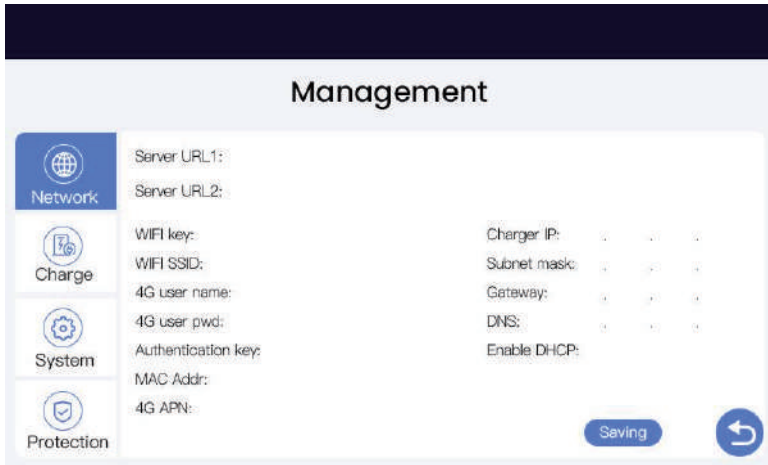 Management
Network
Charge
System
Protection
Server URL1:
Server URL2:
WIFI key:
WIFI SSID:
4G user name:
4G user pwd:
Authentication key:
MAC Addr:
4G APN:
Charger IP: . . .
Subnet mask: . . .
Gateway: . . .
DNS: . . .
Enable DHCP:
Saving